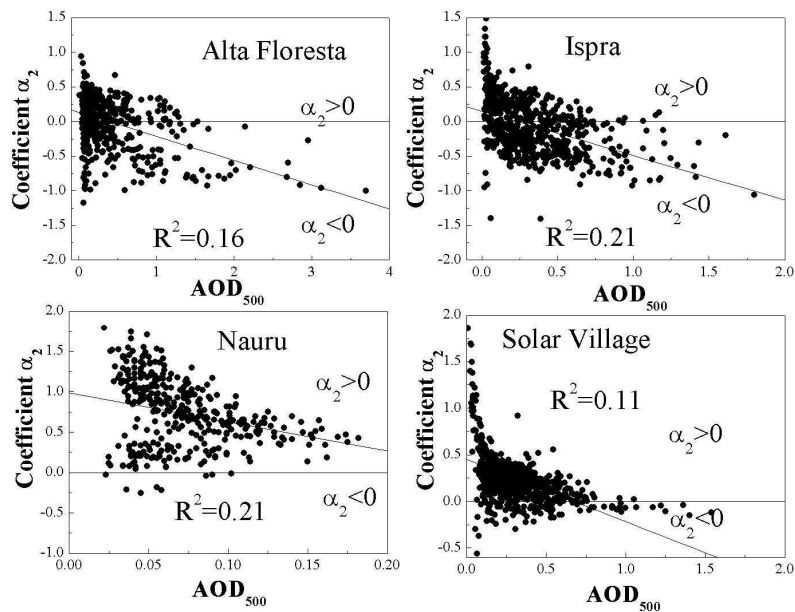 Alta Floresta
Coefficient α₂
1.5
1.0
0.5
0.0
-0.5
-1.0
-1.5
-2.0
α₂>0
α₂<0
R²=0.16
0 1 2 3 4
AOD₅₀₀
Ispra
Coefficient α₂
1.5
1.0
0.5
0.0
-0.5
-1.0
-1.5
-2.0
α₂>0
α₂<0
R²=0.21
0.0 0.5 1.0 1.5 2.0
AOD₅₀₀
Nauru
Coefficient α₂
2.0
1.5
1.0
0.5
0.0
-0.5
-1.0
α₂>0
α₂<0
R²=0.21
0.00 0.05 0.10 0.15 0.20
AOD₅₀₀
Solar Village
Coefficient α₂
2.0
1.5
1.0
0.5
0.0
-0.5
R²=0.11
α₂>0
α₂<0
0.0 0.5 1.0 1.5 2.0
AOD₅₀₀